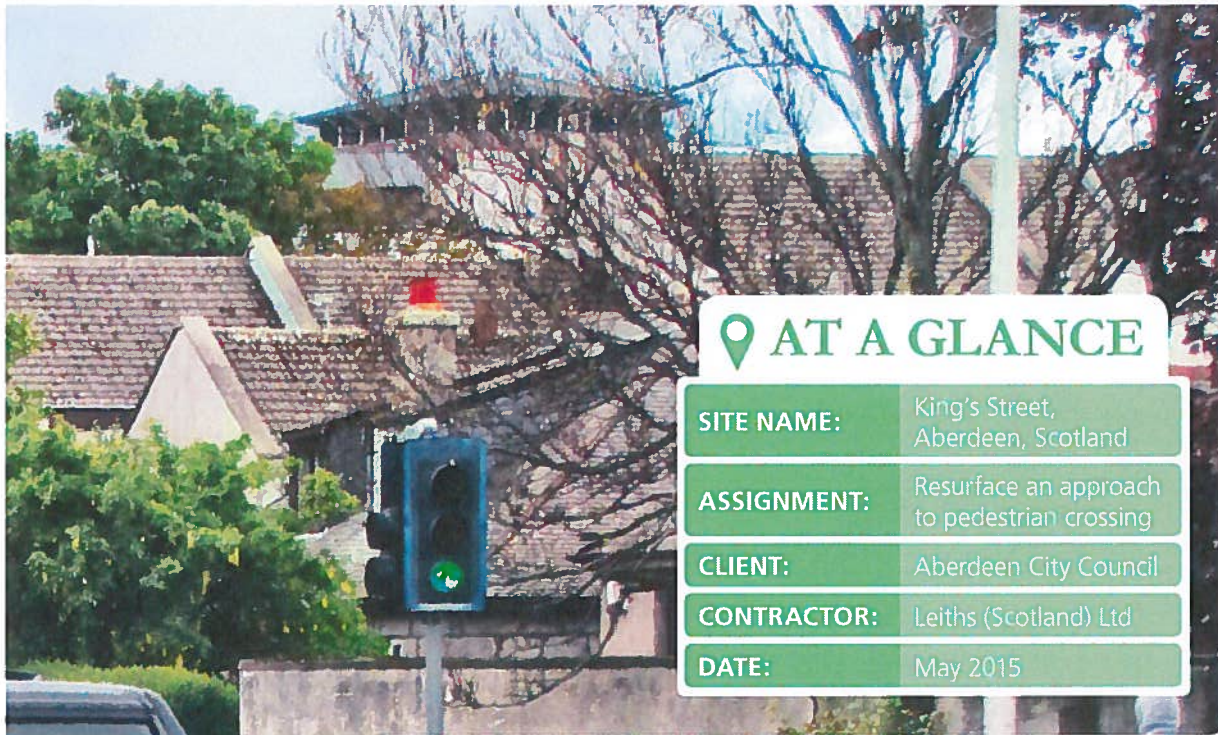 AT A GLANCE
SITE NAME:
King's Street,
Aberdeen, Scotland
ASSIGNMENT:
Resurface an approach
to pedestrian crossing
CLIENT:
Aberdeen City Council
CONTRACTOR:
Leiths (Scotland) Ltd
DATE:
May 2015